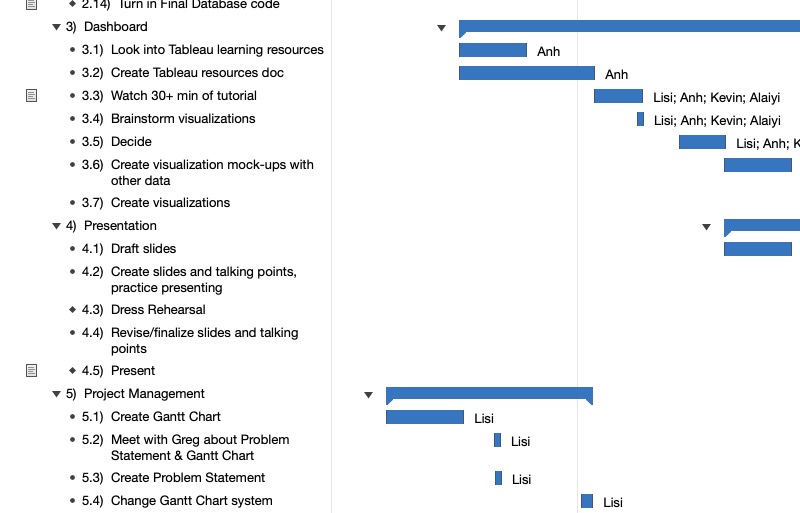 2.14) Turn in Final Database code
3) Dashboard
3.1) Look into Tableau learning resources Anh
3.2) Create Tableau resources doc Anh
3.3) Watch 30+ min of tutorial Lisi; Anh; Kevin; Alaiyi
3.4) Brainstorm visualizations Lisi; Anh; Kevin; Alaiyi
3.5) Decide Lisi; Anh; K
3.6) Create visualization mock-ups with
other data
3.7) Create visualizations
4) Presentation
4.1) Draft slides
4.2) Create slides and talking points,
practice presenting
4.3) Dress Rehearsal
4.4) Revise/finalize slides and talking
points
4.5) Present
5) Project Management
5.1) Create Gantt Chart Lisi
5.2) Meet with Greg about Problem Lisi
Statement & Gantt Chart
5.3) Create Problem Statement Lisi
5.4) Change Gantt Chart system Lisi